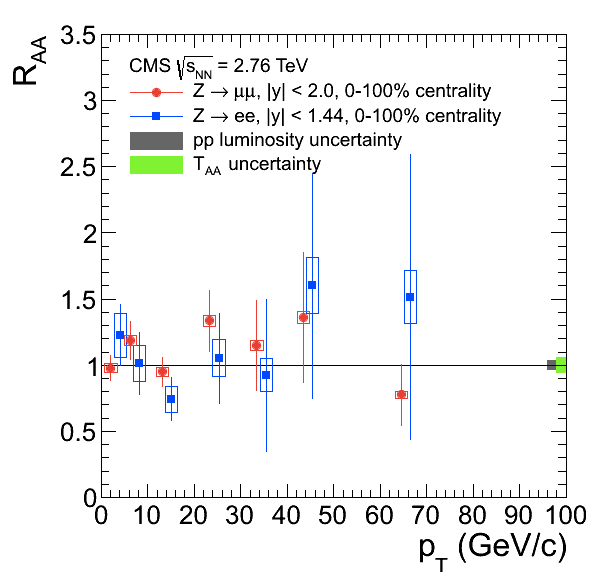 R_AA
3.5
3
2.5
2
1.5
1
0.5
0
CMS √s_NN = 2.76 TeV
Z → μμ, |y| < 2.0, 0-100% centrality
Z → ee, |y| < 1.44, 0-100% centrality
pp luminosity uncertainty
T_AA uncertainty
0 10 20 30 40 50 60 70 80 90 100
p_T (GeV/c)